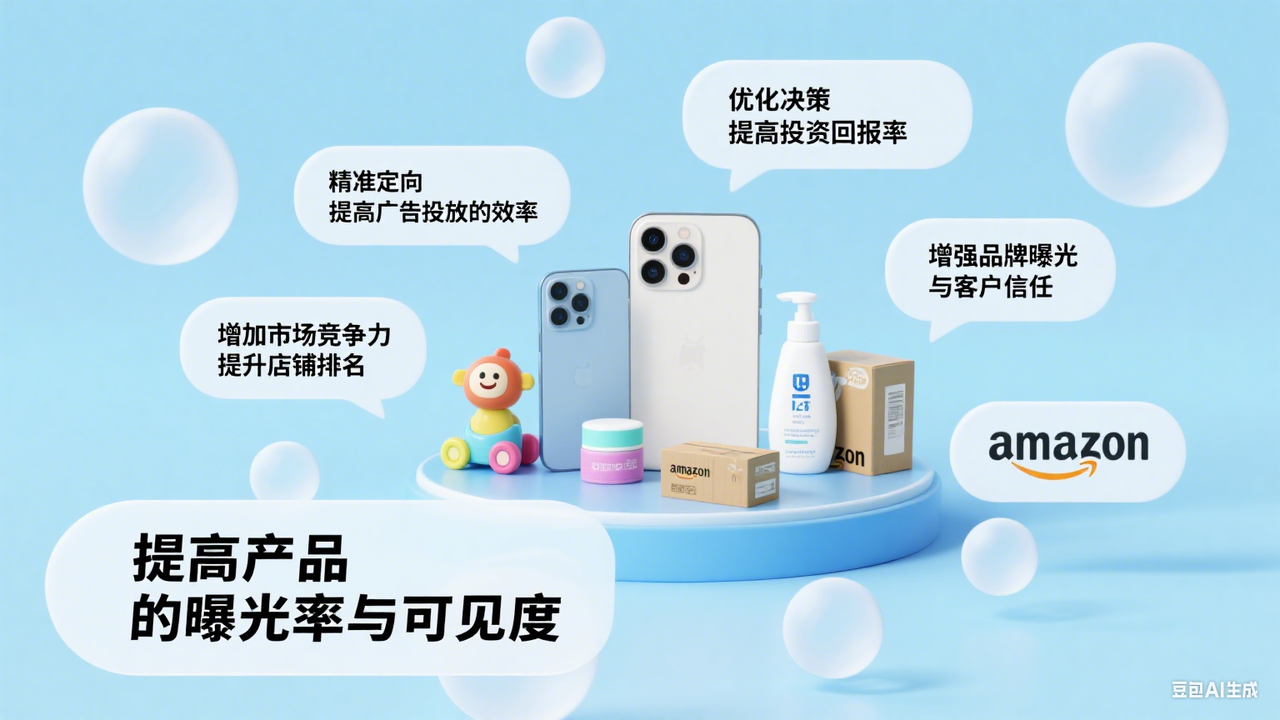 优化决策
提高投资回报率
精准定向
提高广告投放的效率
增强品牌曝光
与客户信任
增加市场竞争力
提升店铺排名
amazon
amazon
zon
提高产品
的曝光率与可见度
豆包AI生成